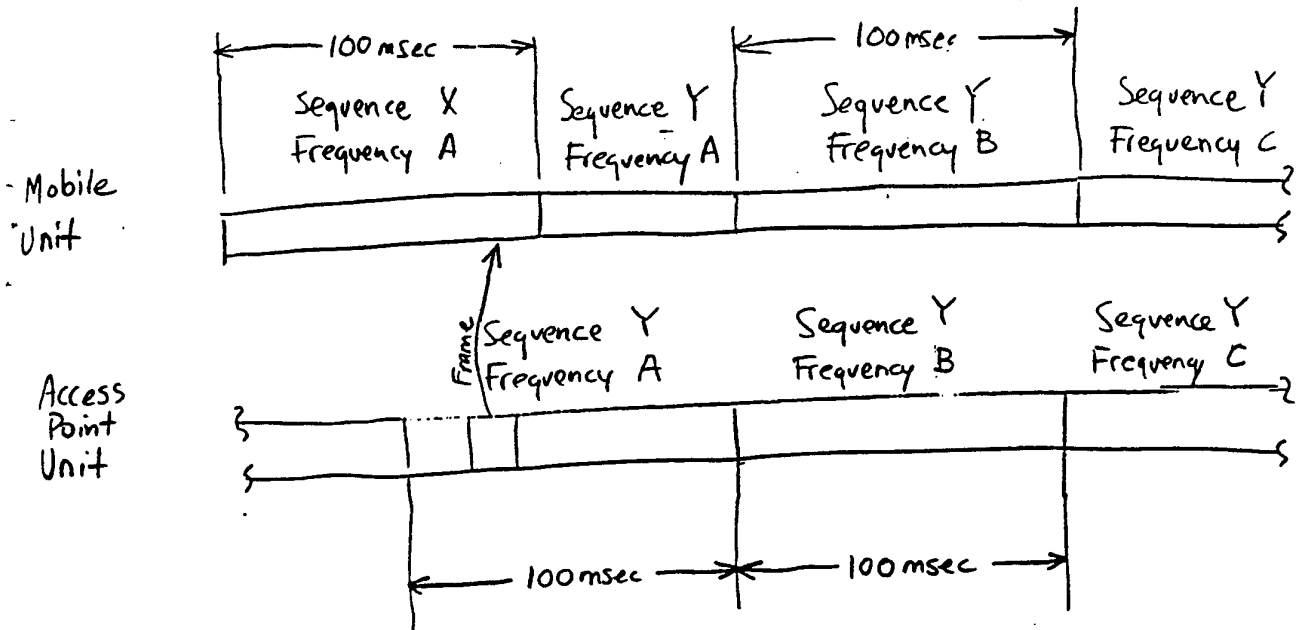 100 msec
100 msec
Sequence X
Frequency A
Sequence Y
Frequency A
Sequence Y
Frequency B
Sequence Y
Frequency C
Mobile
Unit
Frame
Sequence Y
Frequency A
Sequence Y
Frequency B
Sequence Y
Frequency C
Access
Point
Unit
100 msec
100 msec